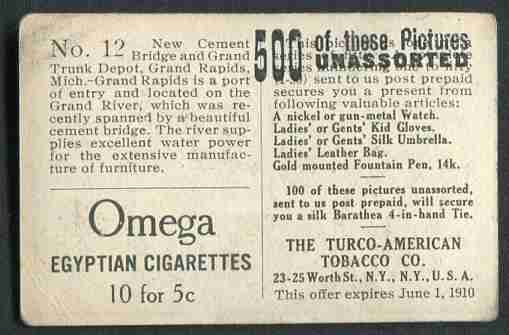 No. 12 New Cement
Bridge and Grand
Trunk Depot, Grand Rapids,
Mich.-Grand Rapids is a port
of entry and located on the
Grand River, which was re-
cently spanned by a beautiful
cement bridge. The river sup-
plies excellent water power
for the extensive manufac-
ture of furniture.
Omega
EGYPTIAN CIGARETTES
10 for 5c
500 of these Pictures
UNASSORTED
sent to us post prepaid
secures you a present from
following valuable articles:
A nickel or gun-metal Watch.
Ladies' or Gents' Kid Gloves.
Ladies' or Gents' Silk Umbrella.
Ladies' Leather Bag.
Gold mounted Fountain Pen, 14k.
100 of these pictures unassorted,
sent to us post prepaid, will secure
you a silk Barathea 4-in-hand Tie.
THE TURCO-AMERICAN
TOBACCO CO.
23-25 Worth St., N.Y., N.Y., U.S.A.
This offer expires June 1, 1910